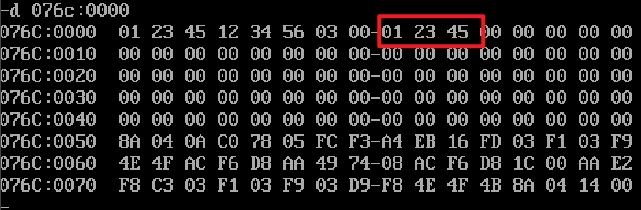 -d 076c:0000
076C:0000 01 23 45 12 34 56 03 00-01 23 45 00 00 00 00 00
076C:0010 00 00 00 00 00 00 00 00-00 00 00 00 00 00 00 00
076C:0020 00 00 00 00 00 00 00 00-00 00 00 00 00 00 00 00
076C:0030 00 00 00 00 00 00 00 00-00 00 00 00 00 00 00 00
076C:0040 00 00 00 00 00 00 00 00-00 00 00 00 00 00 00 00
076C:0050 8A 04 0A C0 78 05 FC F3-A4 EB 16 FD 03 F1 03 F9
076C:0060 4E 4F AC F6 D8 AA 49 74-08 AC F6 D8 1C 00 AA E2
076C:0070 F8 C3 03 F1 03 F9 03 D9-F8 4E 4F 4B 8A 04 14 00
-